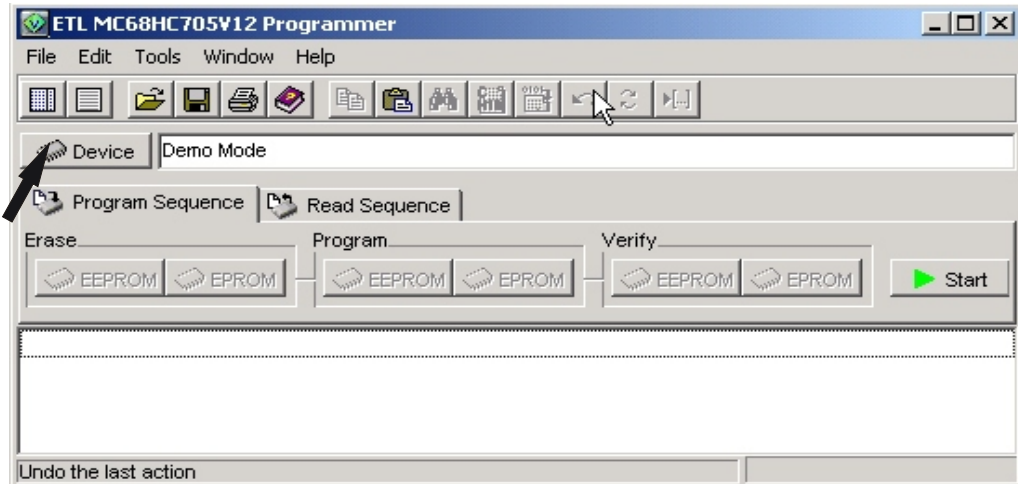 ETL MC68HC705V12 Programmer
File Edit Tools Window Help
Device Demo Mode
Program Sequence Read Sequence
Erase Program Verify
EEPROM EPROM EEPROM EPROM EEPROM EPROM Start
Undo the last action